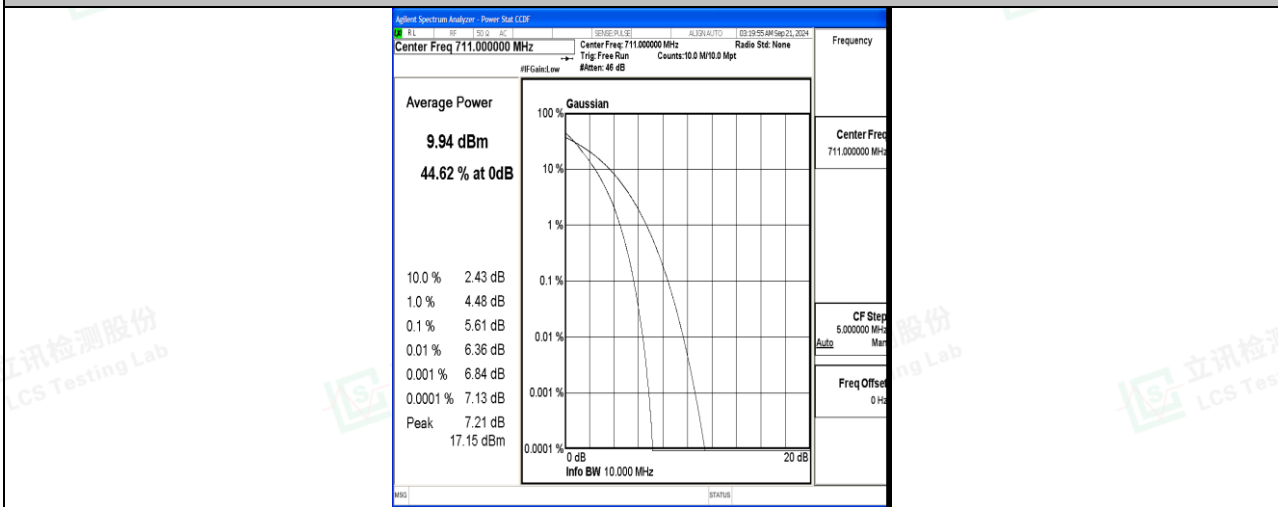 Agilent Spectrum Analyzer - Power Stat CCDF
RL RF 50 Ω AC SENSE:PULSE ALIGNAUTO 03:19:55 AM Sep 21, 2024
Center Freq 711.000000 MHz
Center Freq: 711.000000 MHz Radio Std: None
Trig: Free Run Counts:10.0 M/10.0 Mpt
#IFGain:Low #Atten: 46 dB
Frequency
Average Power
9.94 dBm
44.62 % at 0dB
10.0 % 2.43 dB
1.0 % 4.48 dB
0.1 % 5.61 dB
0.01 % 6.36 dB
0.001 % 6.84 dB
0.0001 % 7.13 dB
Peak 7.21 dB
17.15 dBm
Gaussian
100 %
10 %
1 %
0.1 %
0.01 %
0.001 %
0.0001 %
0 dB 20 dB
Info BW 10.000 MHz
Center Freq
711.000000 MHz
CF Step
5.000000 MHz
Auto Man
Freq Offset
0 Hz
MSG STATUS
立讯检测股份
LCS Testing Lab